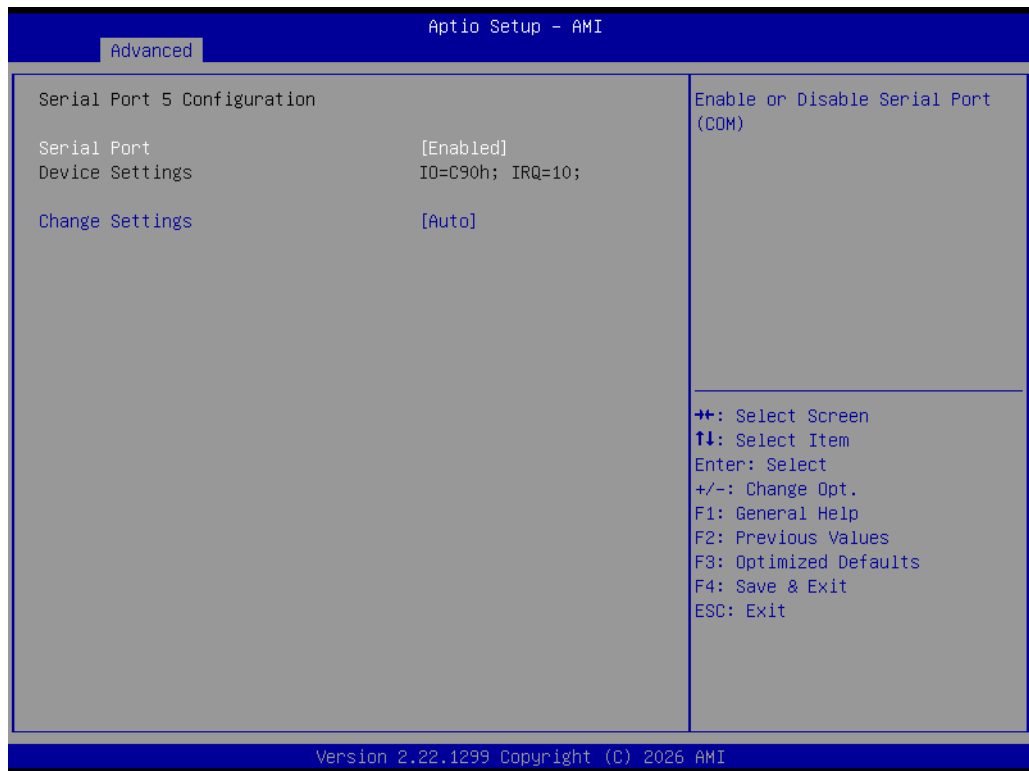 Aptio Setup – AMI
Advanced
Serial Port 5 Configuration
Serial Port [Enabled]
Device Settings IO=C90h; IRQ=10;
Change Settings [Auto]
Enable or Disable Serial Port
(COM)
→←: Select Screen
↑↓: Select Item
Enter: Select
+/-: Change Opt.
F1: General Help
F2: Previous Values
F3: Optimized Defaults
F4: Save & Exit
ESC: Exit
Version 2.22.1299 Copyright (C) 2026 AMI